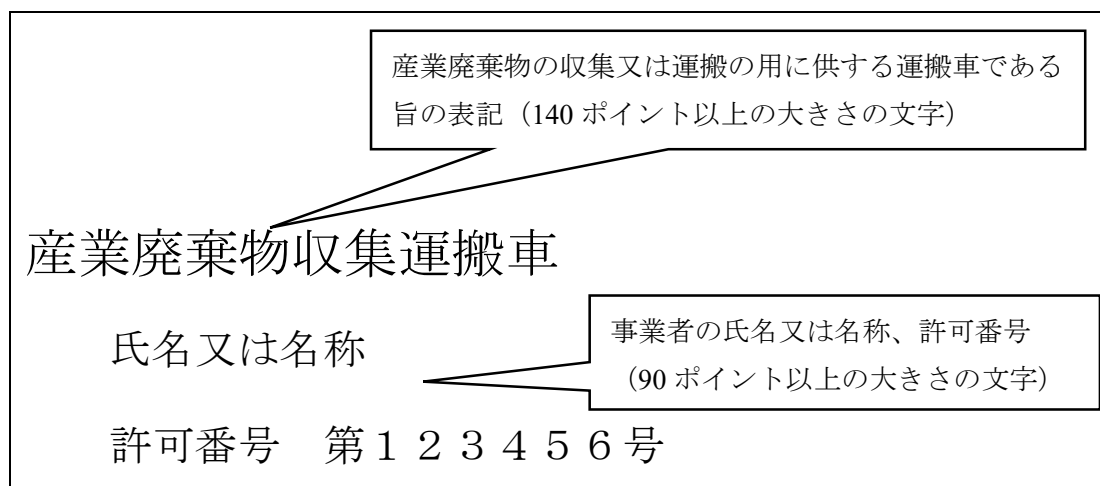 産業廃棄物の収集又は運搬の用に供する運搬車である
旨の表記（140 ポイント以上の大きさの文字）
産業廃棄物収集運搬車
氏名又は名称
事業者の氏名又は名称、許可番号
（90 ポイント以上の大きさの文字）
許可番号　第１２３４５６号